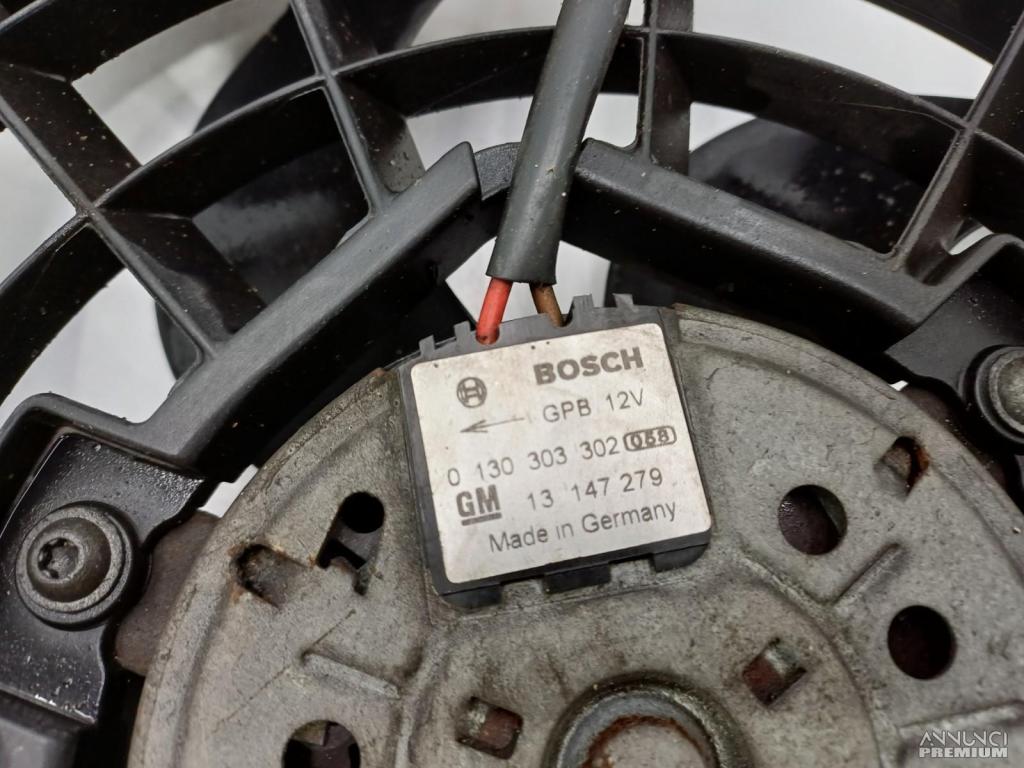 BOSCH
GPB 12V
0 130 303 302 058
GM 13 147 279
Made in Germany
ANNUNCI
PREMIUM